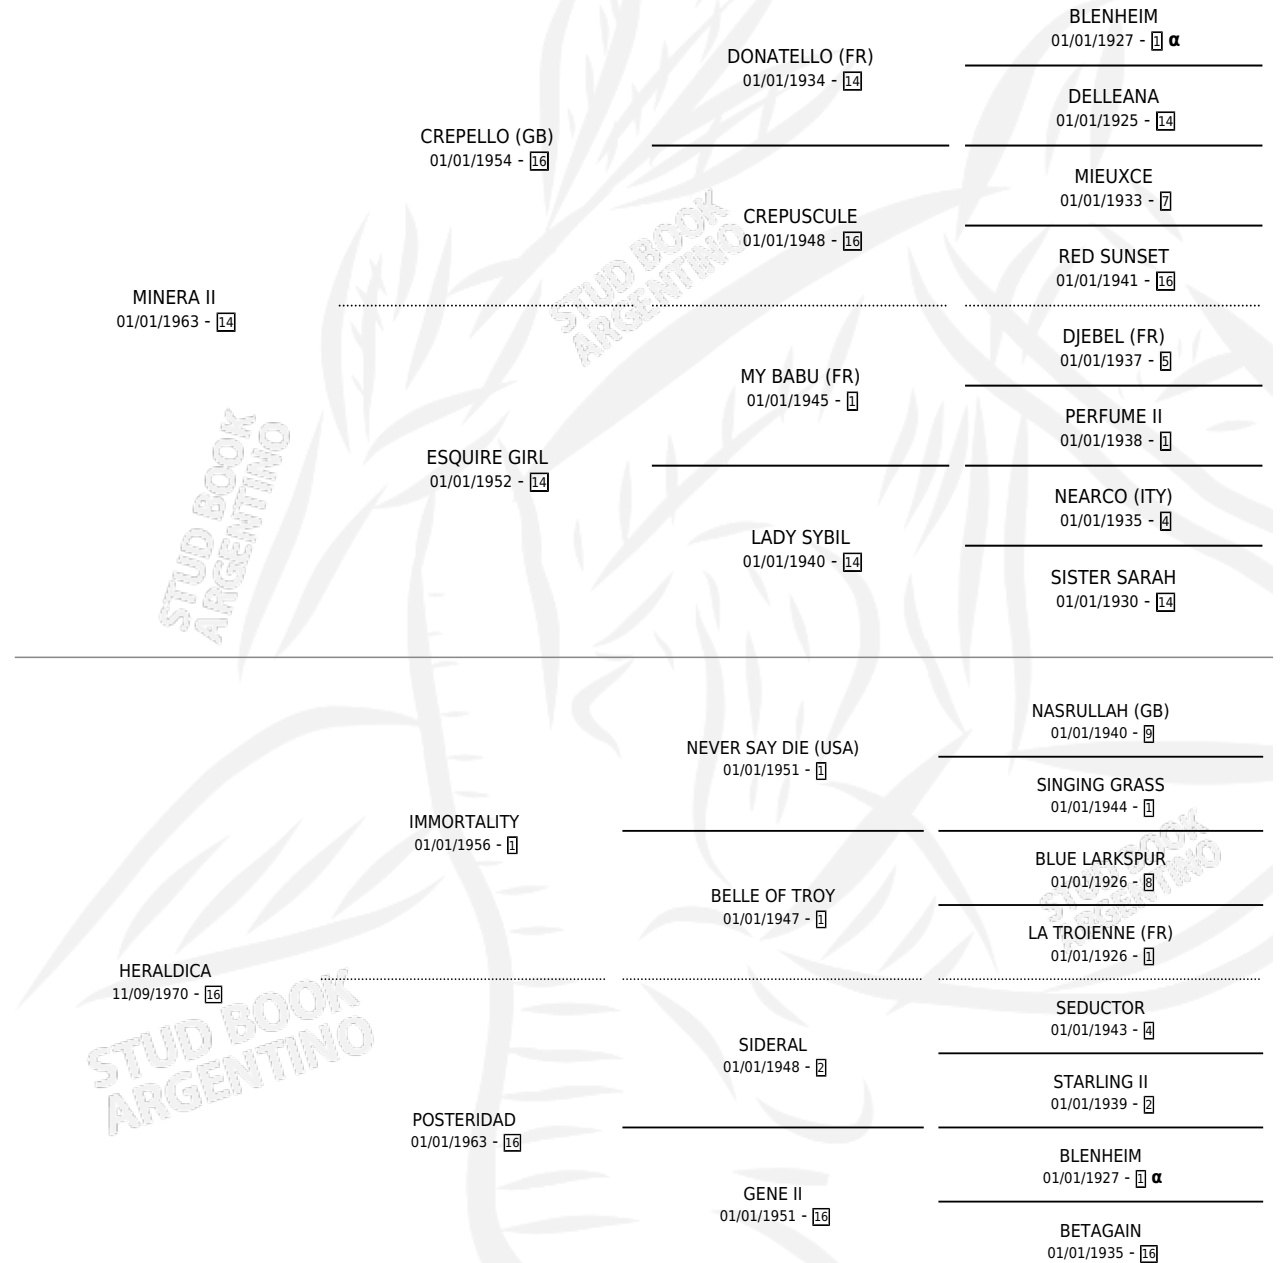 BLENHEIM
01/01/1927 - 1 α
DONATELLO (FR)
01/01/1934 - 14
DELLEANA
01/01/1925 - 14
CREPELLO (GB)
01/01/1954 - 16
MIEUXCE
01/01/1933 - 7
CREPUSCULE
01/01/1948 - 16
RED SUNSET
01/01/1941 - 16
STUD BOOK
ARGENTINO
MINERA II
01/01/1963 - 14
DJEBEL (FR)
01/01/1937 - 5
MY BABU (FR)
01/01/1945 - 1
PERFUME II
01/01/1938 - 1
ESQUIRE GIRL
01/01/1952 - 14
NEARCO (ITY)
01/01/1935 - 4
LADY SYBIL
01/01/1940 - 14
SISTER SARAH
01/01/1930 - 14
STUD BOOK
ARGENTINO
NASRULLAH (GB)
01/01/1940 - 9
NEVER SAY DIE (USA)
01/01/1951 - 1
SINGING GRASS
01/01/1944 - 1
IMMORTALITY
01/01/1956 - 1
BLUE LARKSPUR
01/01/1926 - 8
STUD BOOK
ARGENTINO
BELLE OF TROY
01/01/1947 - 1
LA TROIENNE (FR)
01/01/1926 - 1
HERALDICA
11/09/1970 - 16
STUD BOOK
ARGENTINO
SEDUCTOR
01/01/1943 - 4
SIDERAL
01/01/1948 - 2
STARLING II
01/01/1939 - 2
POSTERIDAD
01/01/1963 - 16
BLENHEIM
01/01/1927 - 1 α
GENE II
01/01/1951 - 16
BETAGAIN
01/01/1935 - 16